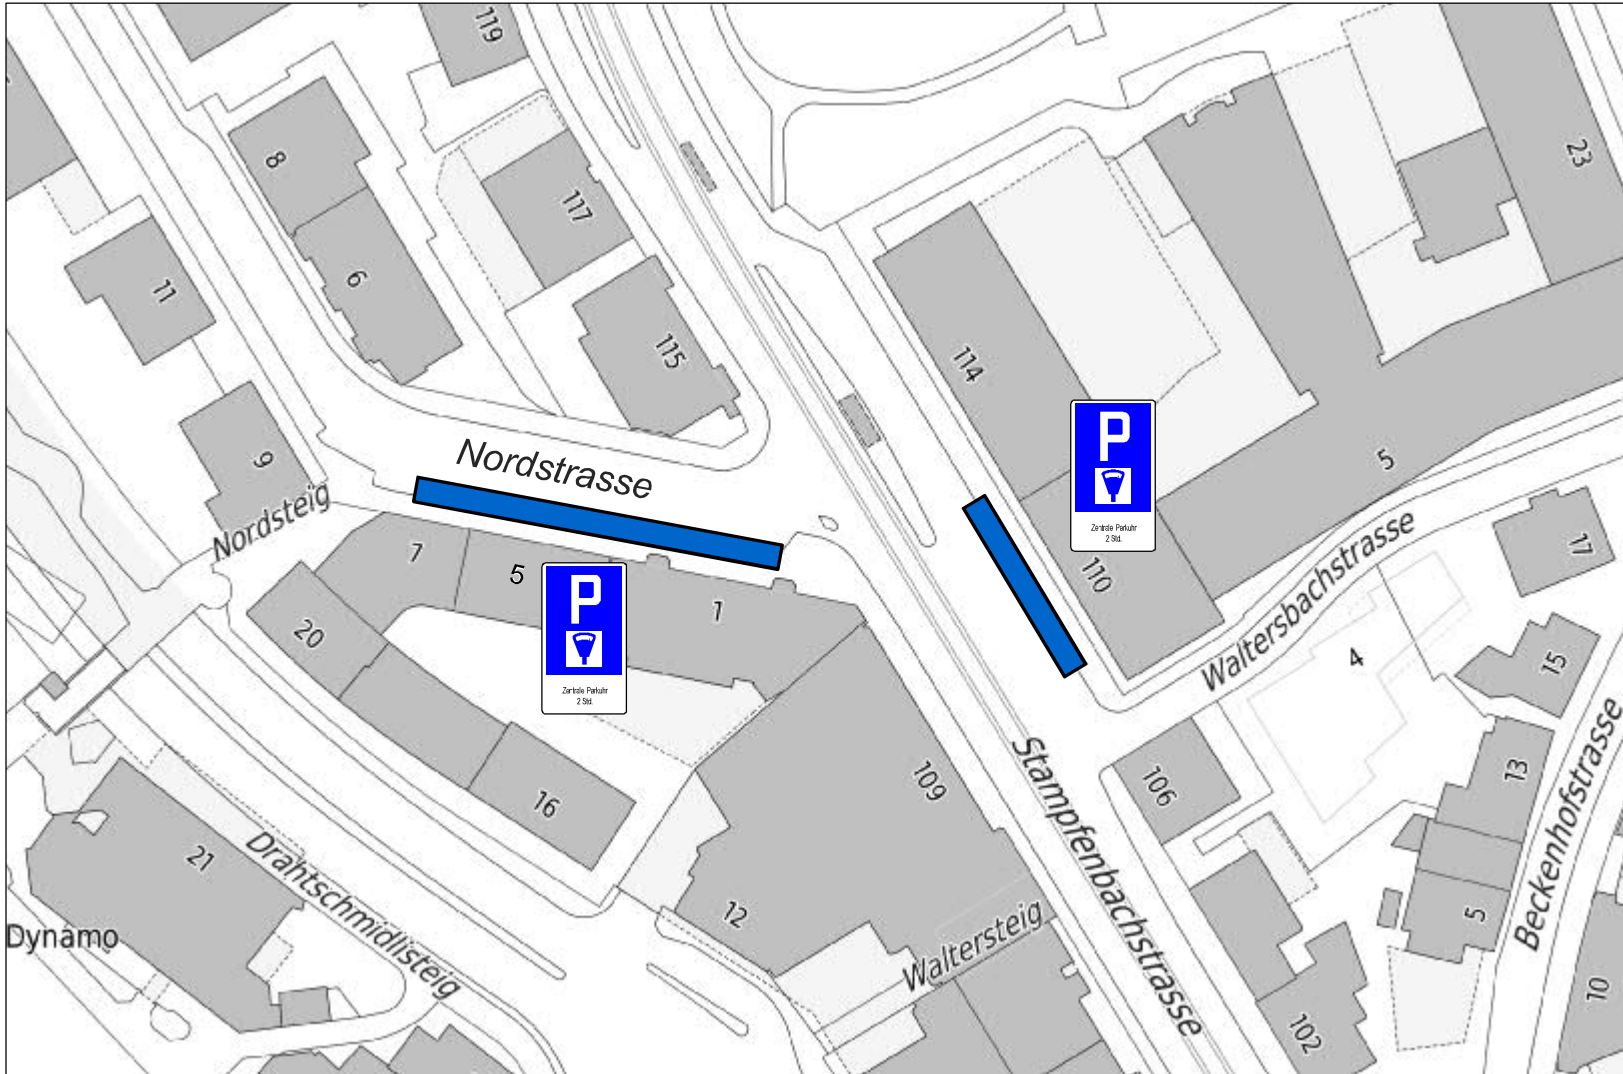 119
8
23
117
6
11
115
114
P
5
Nordstrasse
9
Zentrale Parkuhr
2 Std.
Nordsteig
7
17
5
110
P
1
Waltersbachstrasse
20
4
15
Zentrale Parkuhr
2 Std.
13
106
109
16
Stampfenbachstrasse
Beckenhofstrasse
21
Drahtschmidlisteig
12
5
Dynamo
Waltersteig
10
102